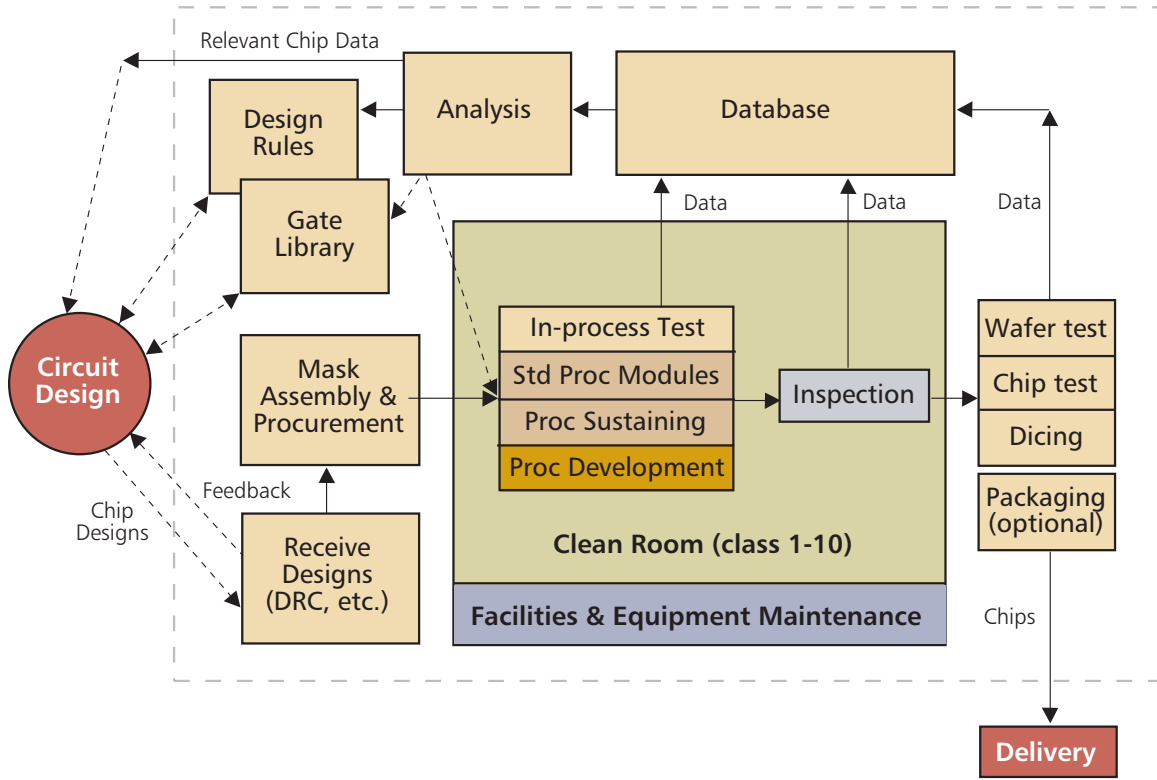 Relevant Chip Data
Design
Rules
Analysis
Database
Gate
Library
Data
Data
Data
Circuit
Design
Mask
Assembly &
Procurement
In-process Test
Std Proc Modules
Proc Sustaining
Proc Development
Inspection
Wafer test
Chip test
Dicing
Packaging
(optional)
Feedback
Chip
Designs
Receive
Designs
(DRC, etc.)
Clean Room (class 1-10)
Facilities & Equipment Maintenance
Chips
Delivery